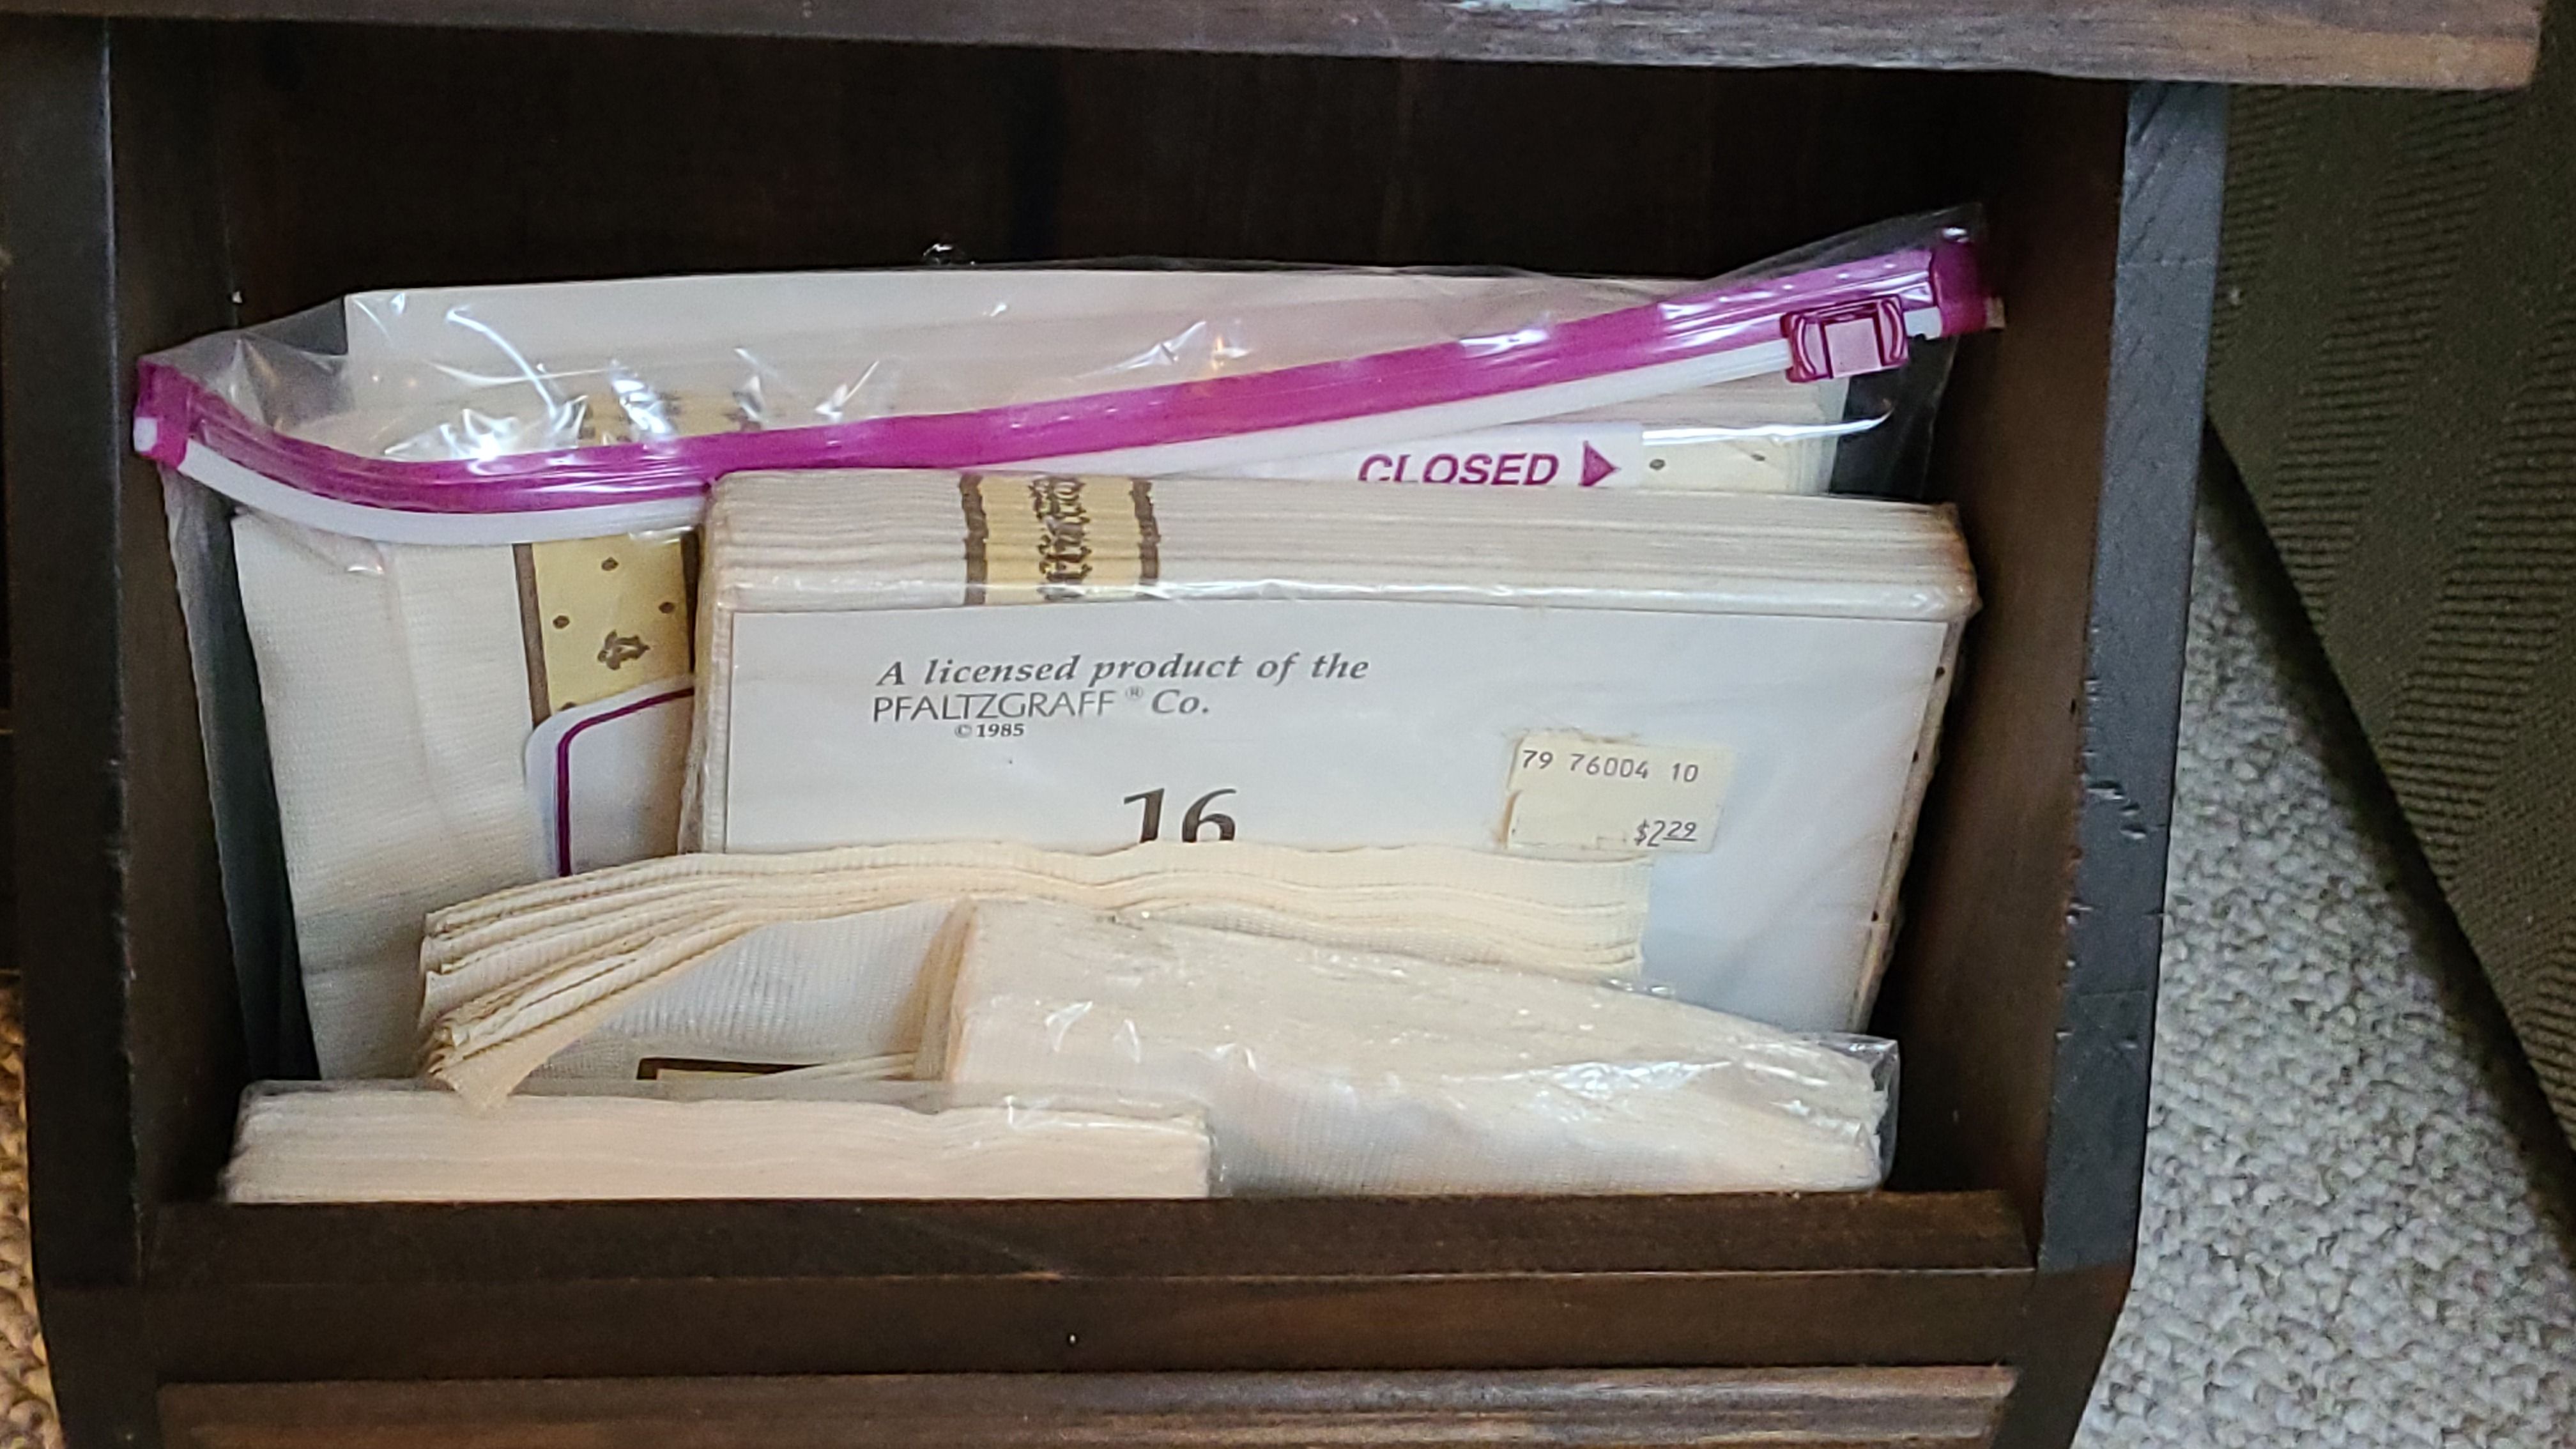 CLOSED
A licensed product of the
PFALTZGRAFF® Co.
© 1985
16
79 76004 10
$2.29